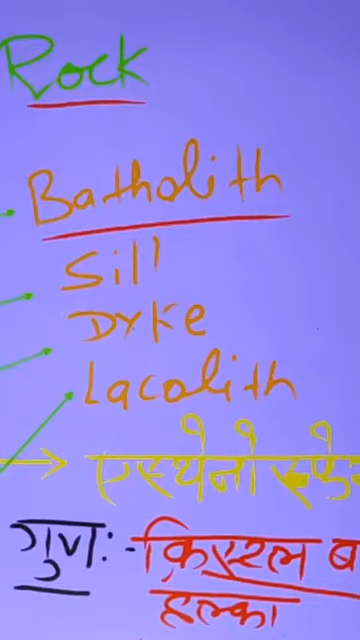 Rock
Batholith
Sill
Dyke
Lacolith
एस्थेनोस्फे
गुण:-क्रिस्टल ब
हल्का